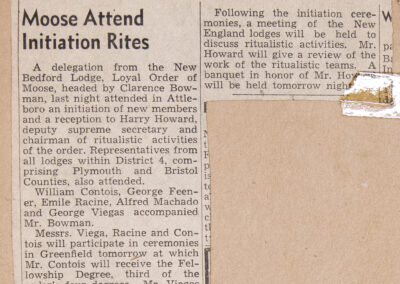 Moose Attend
Initiation Rites
A delegation from the New
Bedford Lodge, Loyal Order of
Moose, headed by Clarence Bow-
man, last night attended in Attle-
boro an initiation of new members
and a reception to Harry Howard,
deputy supreme secretary and
chairman of ritualistic activities
of the order. Representatives from
all lodges within District 4, com-
prising Plymouth and Bristol
Counties, also attended.
William Contois, George Feen-
er, Emile Racine, Alfred Machado
and George Viegas accompanied
Mr. Bowman.
Messrs. Viega, Racine and Con-
tois will participate in ceremonies
in Greenfield tomorrow at which
Mr. Contois will receive the Fel-
lowship Degree, third of the
Following the initiation cere-
monies, a meeting of the New
England lodges will be held to
discuss ritualistic activities. Mr.
Howard will give a review of the
work of the ritualistic teams. A
banquet in honor of Mr. Howard
will be held tomorrow night